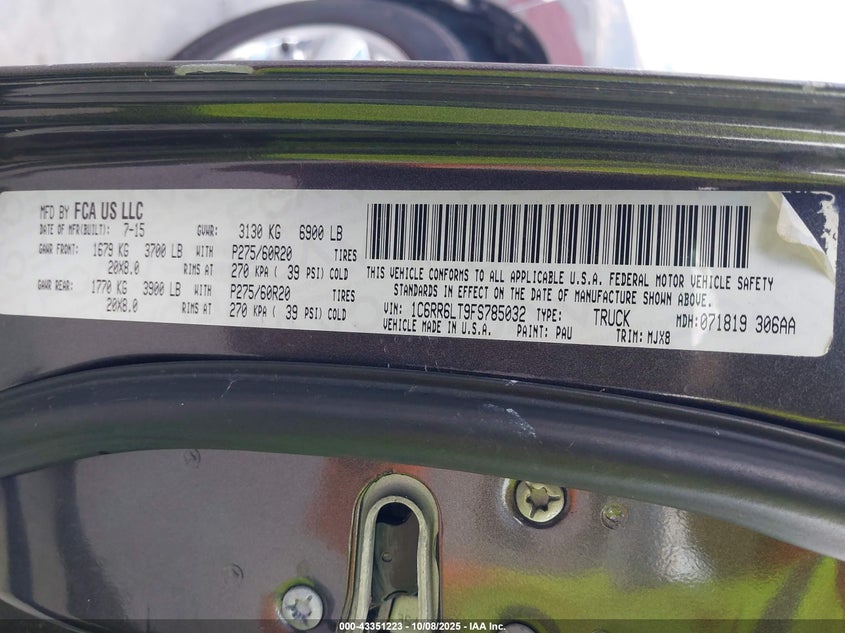 MFD BY FCA US LLC
DATE OF MFR(BUILT): 7-15 GVWR: 3130 KG 6900 LB
GAWR FRONT: 1679 KG 3700 LB WITH P275/60R20 TIRES
20X8.0 RIMS AT 270 KPA ( 39 PSI) COLD
GAWR REAR: 1770 KG 3900 LB WITH P275/60R20 TIRES
20X8.0 RIMS AT 270 KPA ( 39 PSI) COLD
THIS VEHICLE CONFORMS TO ALL APPLICABLE U.S.A. FEDERAL MOTOR VEHICLE SAFETY
STANDARDS IN EFFECT ON THE DATE OF MANUFACTURE SHOWN ABOVE.
VIN: 1C6RR6LT9FS785032 TYPE: TRUCK MDH:071819 306AA
VEHICLE MADE IN U.S.A. PAINT: PAU TRIM: MJX8
000-43351223 - 10/08/2025 - IAA Inc.